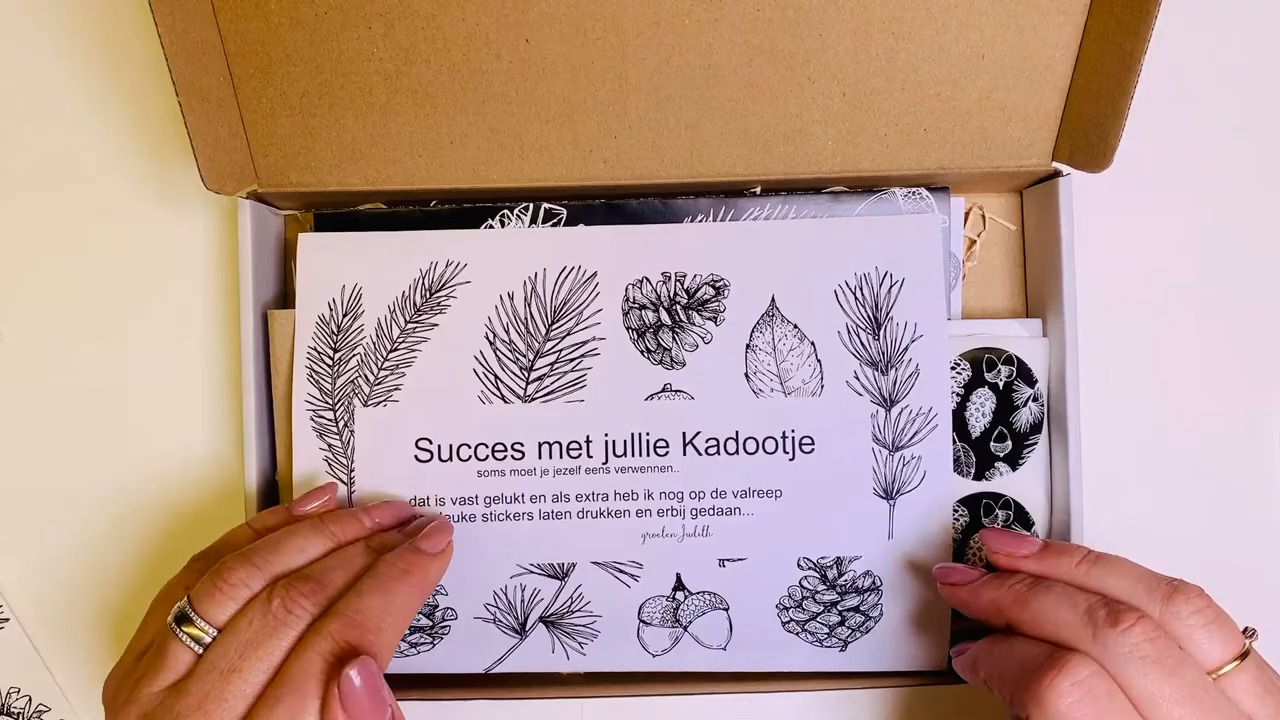 Succes met jullie Kadootje
soms moet je jezelf eens verwennen..
dat is vast gelukt en als extra heb ik nog op de valreep
leuke stickers laten drukken en erbij gedaan...
groeten Judith